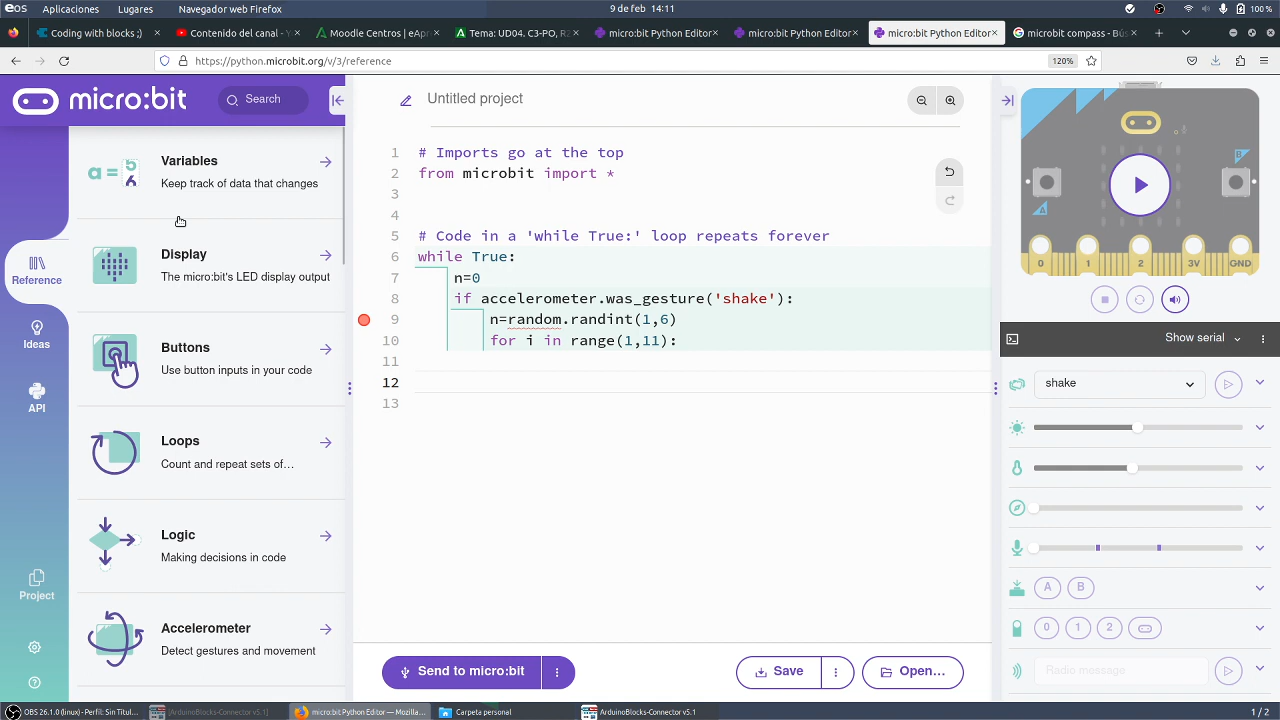 eos Aplicaciones Lugares Navegador web Firefox 9 de feb 14:11 100 %
Coding with blocks ;) Contenido del canal - Y Moodle Centros | eApr Tema: UD04. C3-PO, R micro:bit Python Editor micro:bit Python Editor micro:bit Python Editor microbit compass - Bús
https://python.microbit.org/v/3/reference 120%
micro:bit Search
Untitled project
Reference
Ideas
API
Project
Variables
Keep track of data that changes
Display
The micro:bit's LED display output
Buttons
Use button inputs in your code
Loops
Count and repeat sets of…
Logic
Making decisions in code
Accelerometer
Detect gestures and movement
1 # Imports go at the top
2 from microbit import *
3
4
5 # Code in a 'while True:' loop repeats forever
6 while True:
7 n=0
8 if accelerometer.was_gesture('shake'):
9 n=random.randint(1,6)
10 for i in range(1,11):
11
12
13
Send to micro:bit Save Open...
A B
0 1 2 3V GND
Show serial
shake
A B
0 1 2
Radio message
OBS 26.1.0 (linux) - Perfil: Sin Titul... [ArduinoBlocks-Connector v5.1] micro:bit Python Editor — Mozilla... Carpeta personal ArduinoBlocks-Connector v5.1 1 / 2